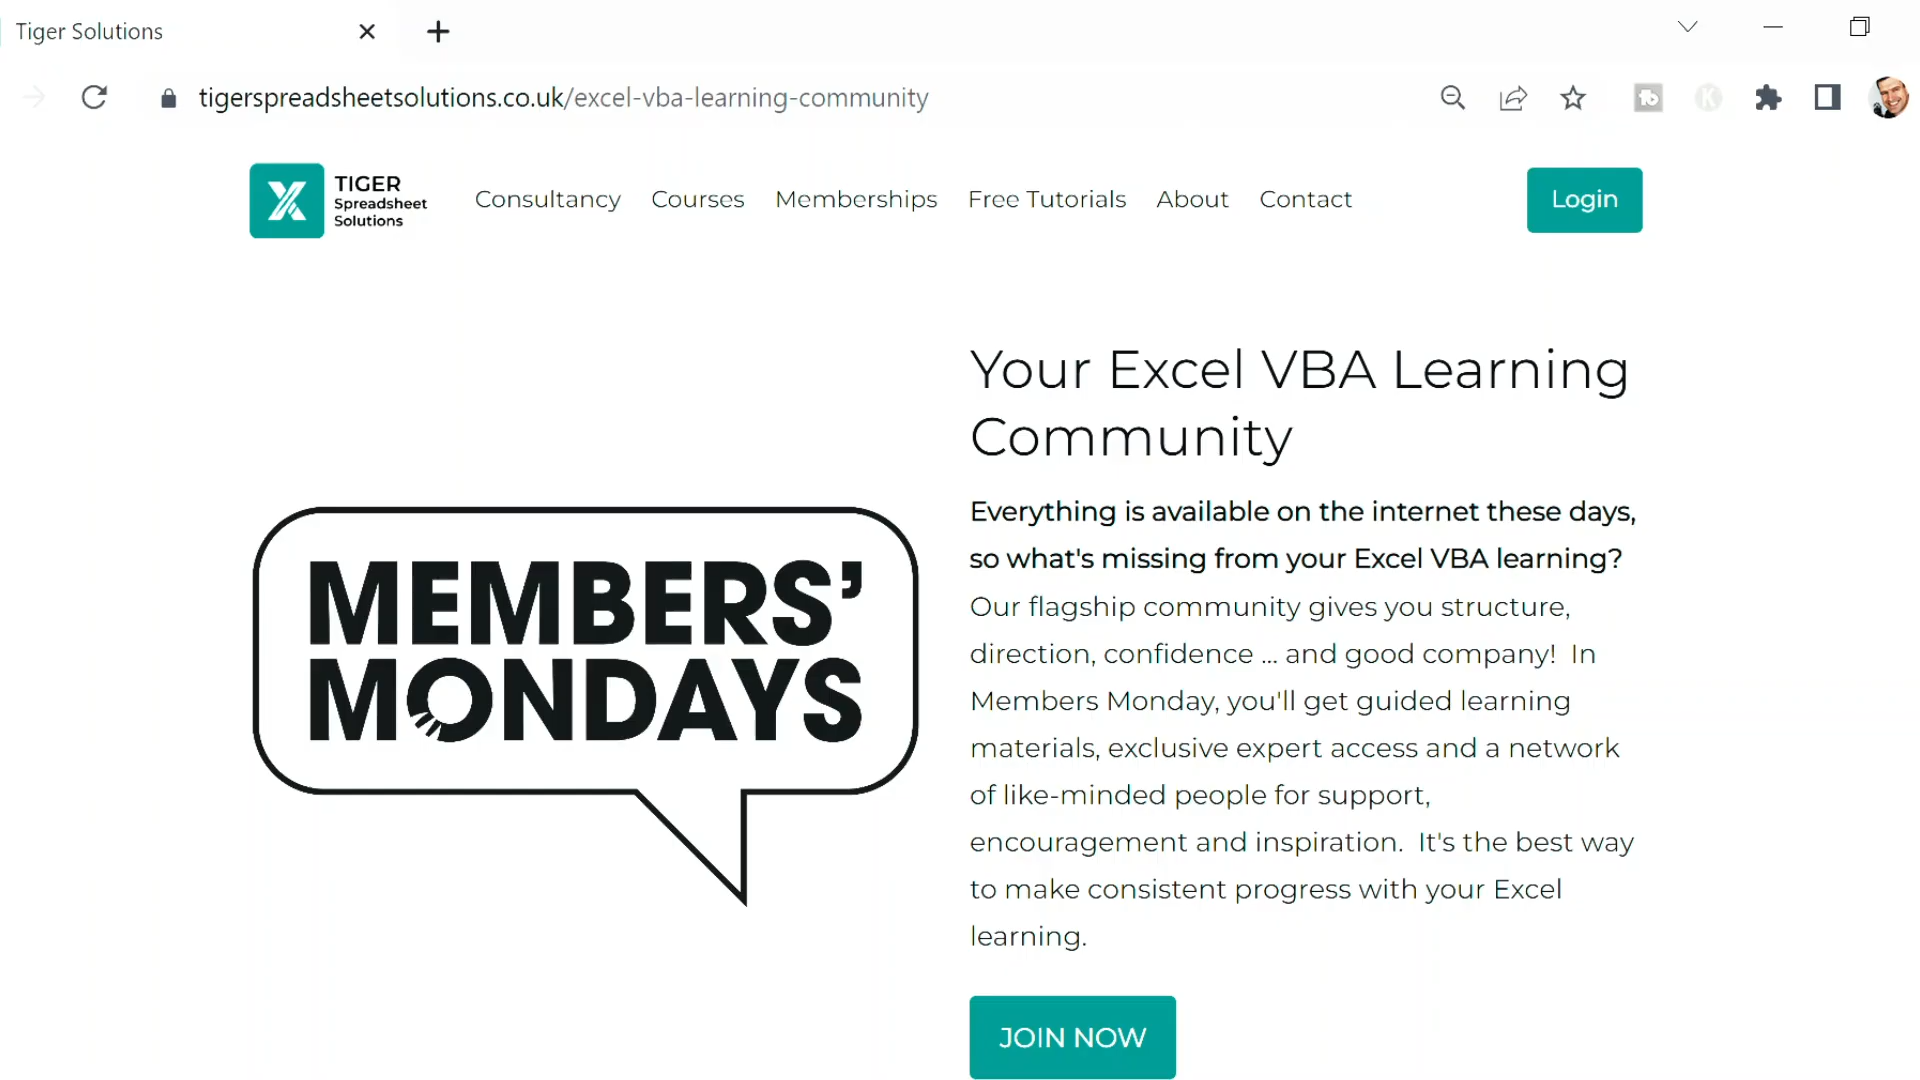 Tiger Solutions
tigerspreadsheetsolutions.co.uk/excel-vba-learning-community
TIGER
Spreadsheet
Solutions
Consultancy
Courses
Memberships
Free Tutorials
About
Contact
Login
Your Excel VBA Learning
Community
Everything is available on the internet these days,
so what's missing from your Excel VBA learning?
Our flagship community gives you structure,
direction, confidence ... and good company!  In
Members Monday, you'll get guided learning
materials, exclusive expert access and a network
of like-minded people for support,
encouragement and inspiration.  It's the best way
to make consistent progress with your Excel
learning.
JOIN NOW
MEMBERS’
MONDAYS